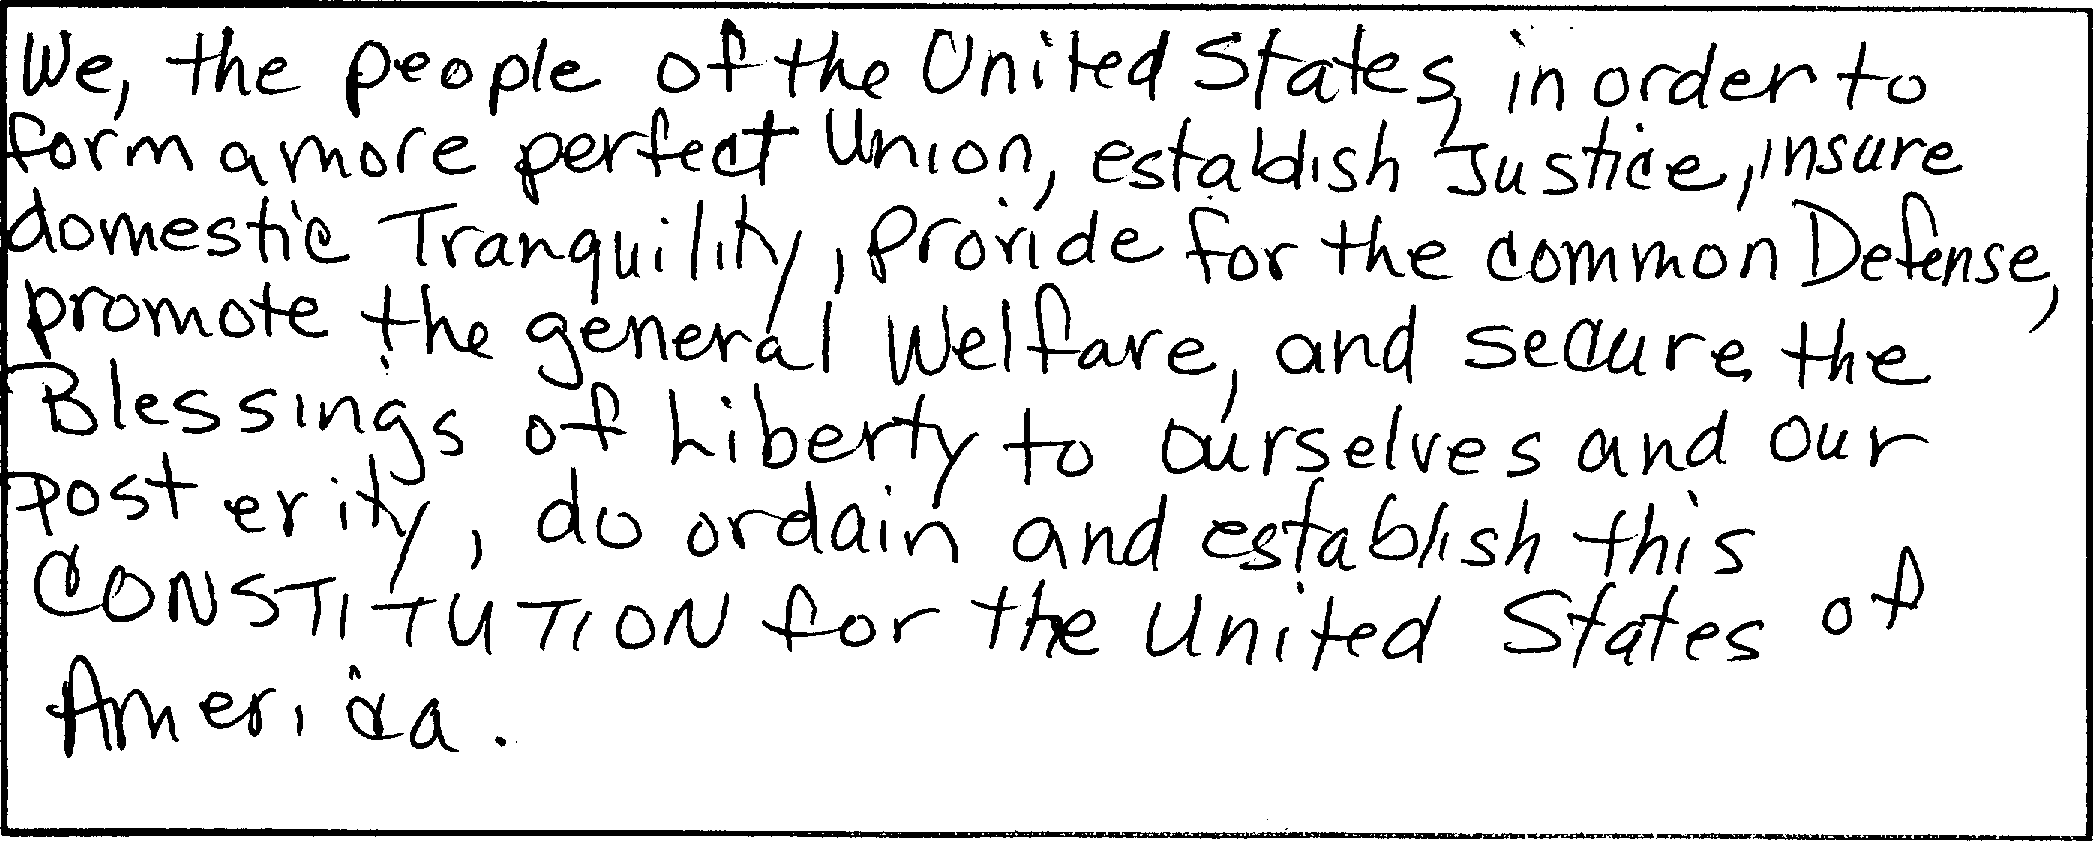 We, the people of the United States, in order to
form a more perfect Union, establish Justice, insure
domestic Tranquility, provide for the common Defense,
promote the general Welfare, and secure the
Blessings of Liberty to ourselves and our
posterity, do ordain and establish this
CONSTITUTION for the United States of
America.